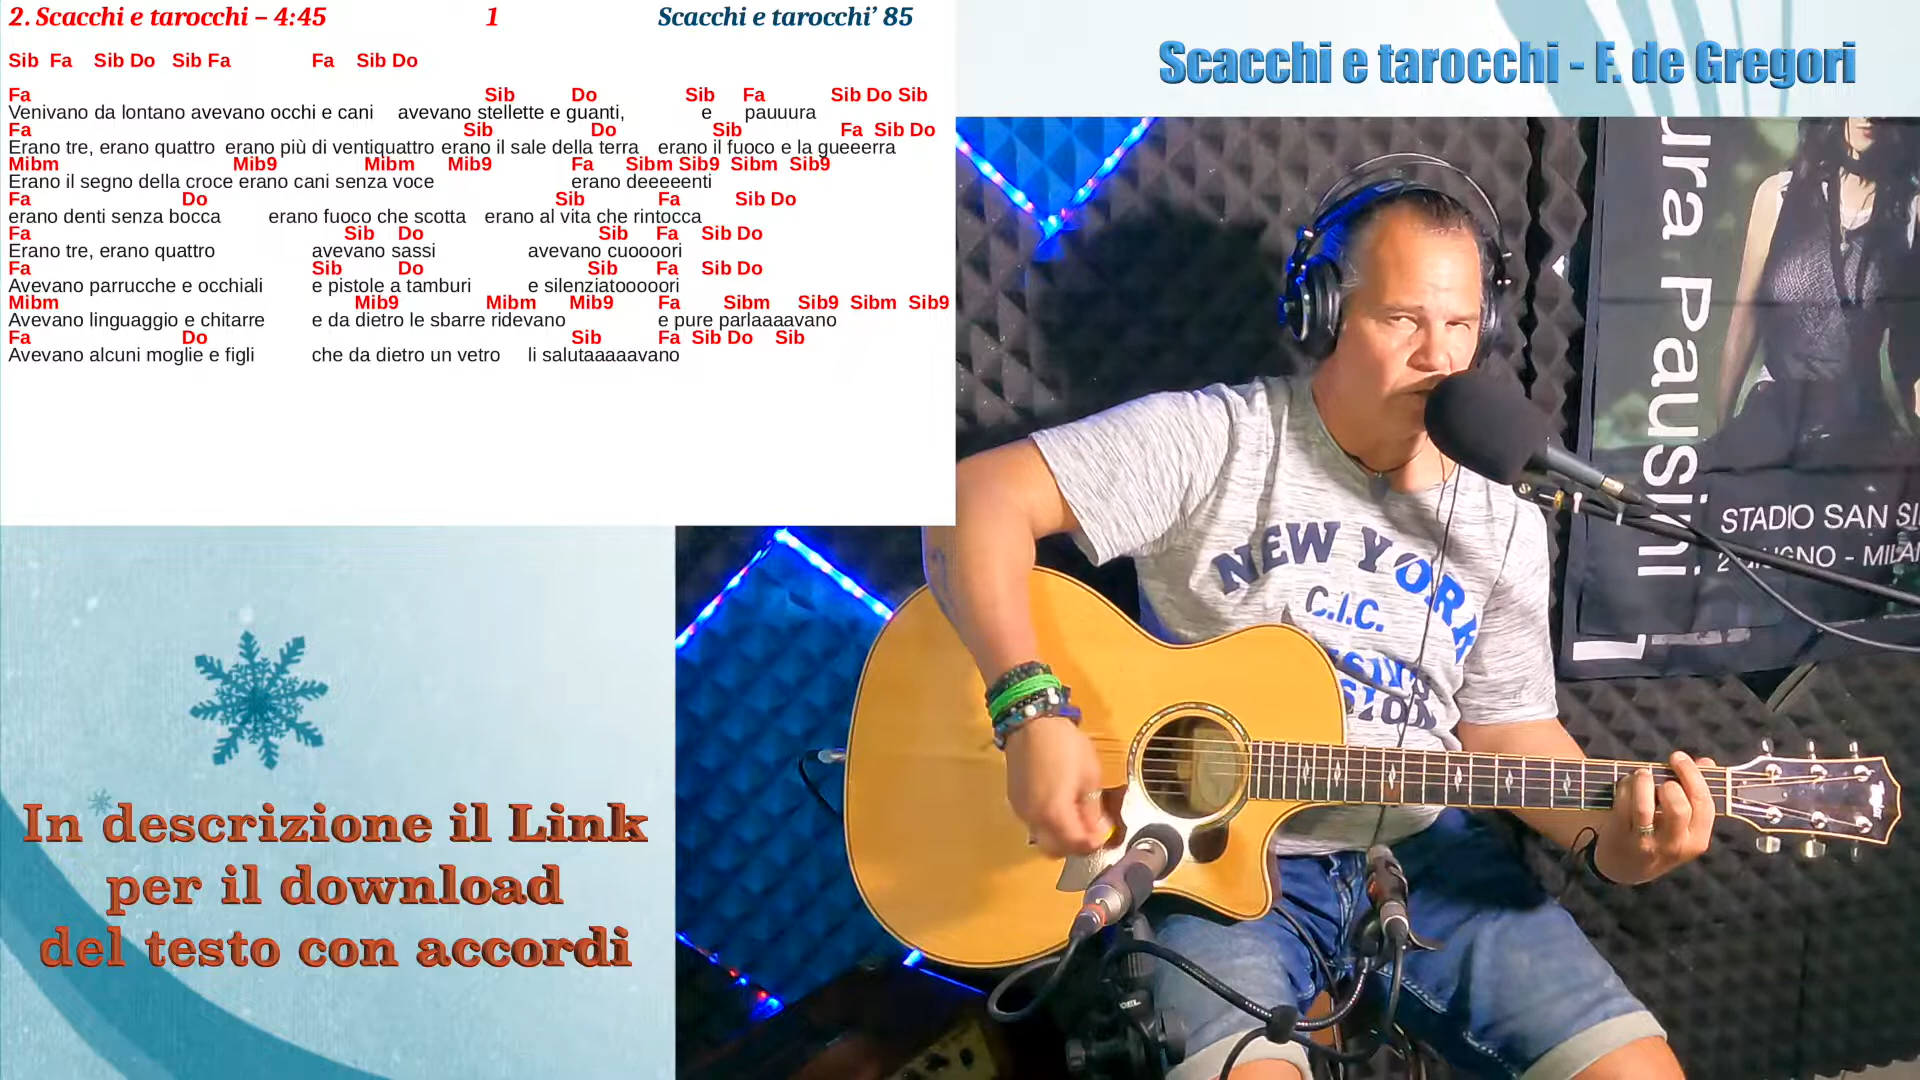 2. Scacchi e tarocchi – 4:45 1 Scacchi e tarocchi’ 85
Sib Fa Sib Do Sib Fa Fa Sib Do
Fa Sib Do Sib Fa Sib Do Sib
Venivano da lontano avevano occhi e cani avevano stellette e guanti, e pauuura
Fa Sib Do Sib Fa Sib Do
Erano tre, erano quattro erano più di ventiquattro erano il sale della terra erano il fuoco e la gueeerra
Mibm Mib9 Mibm Mib9 Fa Sibm Sib9 Sibm Sib9
Erano il segno della croce erano cani senza voce erano deeeeenti
Fa Do Sib Fa Sib Do
erano denti senza bocca erano fuoco che scotta erano al vita che rintocca
Fa Sib Do Sib Fa Sib Do
Erano tre, erano quattro avevano sassi avevano cuoooori
Fa Sib Do Sib Fa Sib Do
Avevano parrucche e occhiali e pistole a tamburi e silenziatooooori
Mibm Mib9 Mibm Mib9 Fa Sibm Sib9 Sibm Sib9
Avevano linguaggio e chitarre e da dietro le sbarre ridevano e pure parlaaaavano
Fa Do Sib Fa Sib Do Sib
Avevano alcuni moglie e figli che da dietro un vetro li salutaaaaavano
Scacchi e tarocchi - F. de Gregori
ura Pausini
STADIO SAN SI
2 GIUGNO - MILAN
NEW YORK
C.I.C.
In descrizione il Link
per il download
del testo con accordi